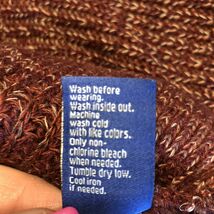 Wash before
wearing.
Wash inside out.
Machine
wash cold
with like colors.
Only non-
chlorine bleach
when needed.
Tumble dry low.
Cool iron
if needed.